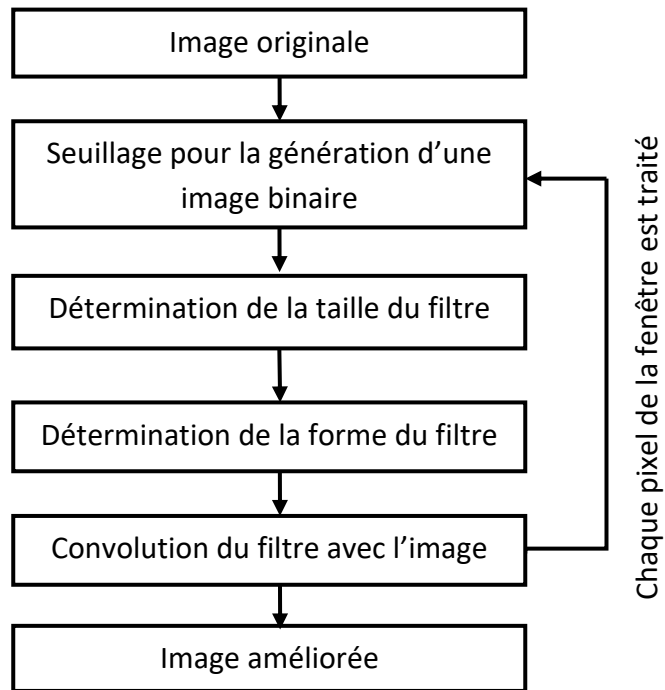 Image originale
Seuillage pour la génération d’une
image binaire
Détermination de la taille du filtre
Détermination de la forme du filtre
Convolution du filtre avec l’image
Image améliorée
Chaque pixel de la fenêtre est traité